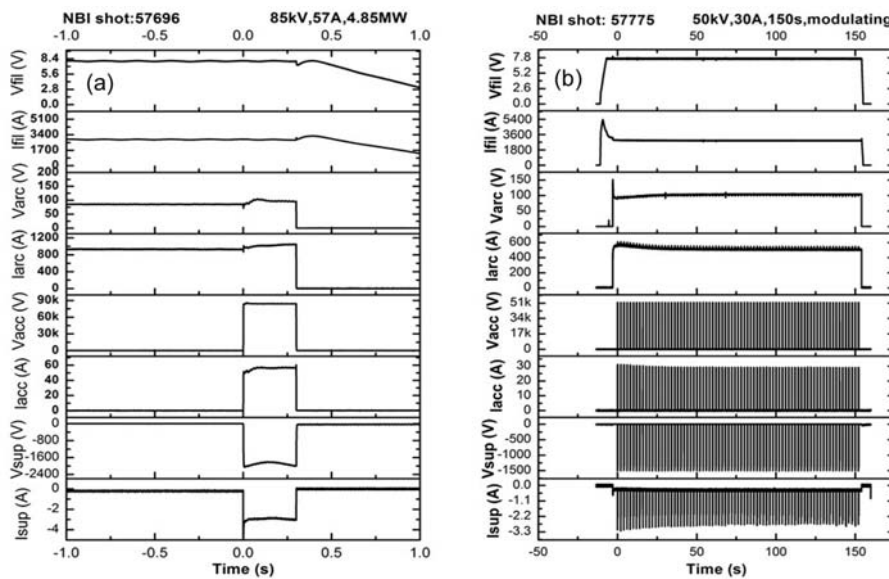 NBI shot:57696 85kV,57A,4.85MW
-1.0 -0.5 0.0 0.5 1.0
(a)
Vfil (V)
8.4
5.6
2.8
0.0
Ifil (A)
5100
3400
1700
0
Varc (V)
200
150
100
50
0
Iarc (A)
1200
800
400
0
Vacc (V)
90k
60k
30k
0
Iacc (A)
60
40
20
0
Vsup (V)
0
-800
-1600
-2400
Isup (A)
0
-2
-4
-1.0 -0.5 0.0 0.5 1.0
Time (s)
NBI shot: 57775 50kV,30A,150s,modulating
-50 0 50 100 150
(b)
Vfil (V)
7.8
5.2
2.6
0.0
Ifil (A)
5400
3600
1800
0
Varc (V)
150
100
50
0
Iarc (A)
600
400
200
0
Vacc (V)
51k
34k
17k
0
Iacc (A)
30
20
10
0
Vsup (V)
0
-500
-1000
-1500
Isup (A)
0.0
-1.1
-2.2
-3.3
-50 0 50 100 150
Time (s)